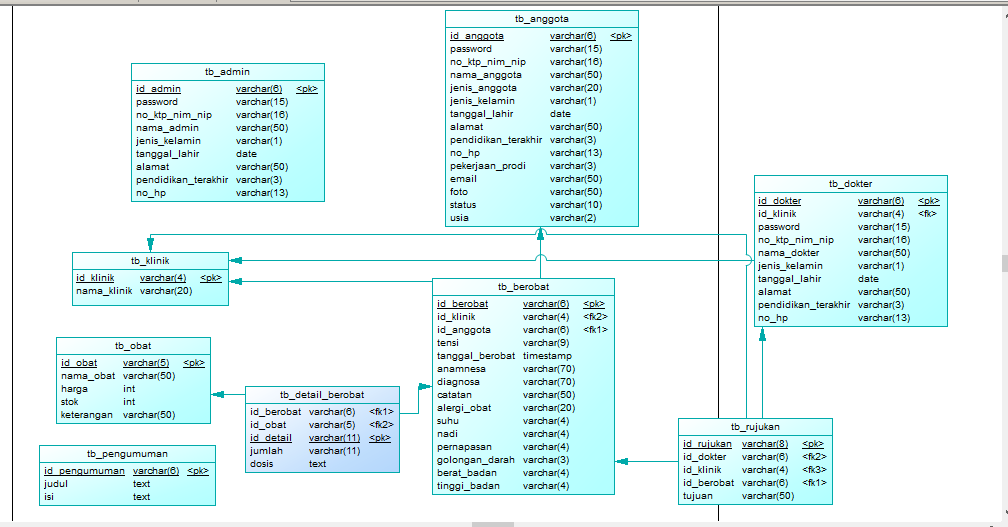 tb_anggota
id_anggota varchar(6) <pk>
password varchar(15)
no_ktp_nim_nip varchar(16)
nama_anggota varchar(50)
jenis_anggota varchar(20)
jenis_kelamin varchar(1)
tanggal_lahir date
alamat varchar(50)
pendidikan_terakhir varchar(3)
no_hp varchar(13)
pekerjaan_prodi varchar(3)
email varchar(50)
foto varchar(50)
status varchar(10)
usia varchar(2)
tb_admin
id_admin varchar(6) <pk>
password varchar(15)
no_ktp_nim_nip varchar(16)
nama_admin varchar(50)
jenis_kelamin varchar(1)
tanggal_lahir date
alamat varchar(50)
pendidikan_terakhir varchar(3)
no_hp varchar(13)
tb_dokter
id_dokter varchar(6) <pk>
id_klinik varchar(4) <fk>
password varchar(15)
no_ktp_nim_nip varchar(16)
nama_dokter varchar(50)
jenis_kelamin varchar(1)
tanggal_lahir date
alamat varchar(50)
pendidikan_terakhir varchar(3)
no_hp varchar(13)
tb_klinik
id_klinik varchar(4) <pk>
nama_klinik varchar(20)
tb_berobat
id_berobat varchar(6) <pk>
id_klinik varchar(4) <fk2>
id_anggota varchar(6) <fk1>
tensi varchar(9)
tanggal_berobat timestamp
anamnesa varchar(70)
diagnosa varchar(70)
catatan varchar(50)
alergi_obat varchar(20)
suhu varchar(4)
nadi varchar(4)
pernapasan varchar(4)
golongan_darah varchar(3)
berat_badan varchar(4)
tinggi_badan varchar(4)
tb_obat
id_obat varchar(5) <pk>
nama_obat varchar(50)
harga int
stok int
keterangan varchar(50)
tb_detail_berobat
id_berobat varchar(6) <fk1>
id_obat varchar(5) <fk2>
id_detail varchar(11) <pk>
jumlah varchar(11)
dosis text
tb_rujukan
id_rujukan varchar(8) <pk>
id_dokter varchar(6) <fk2>
id_klinik varchar(4) <fk3>
id_berobat varchar(6) <fk1>
tujuan varchar(50)
tb_pengumuman
id_pengumuman varchar(6) <pk>
judul text
isi text